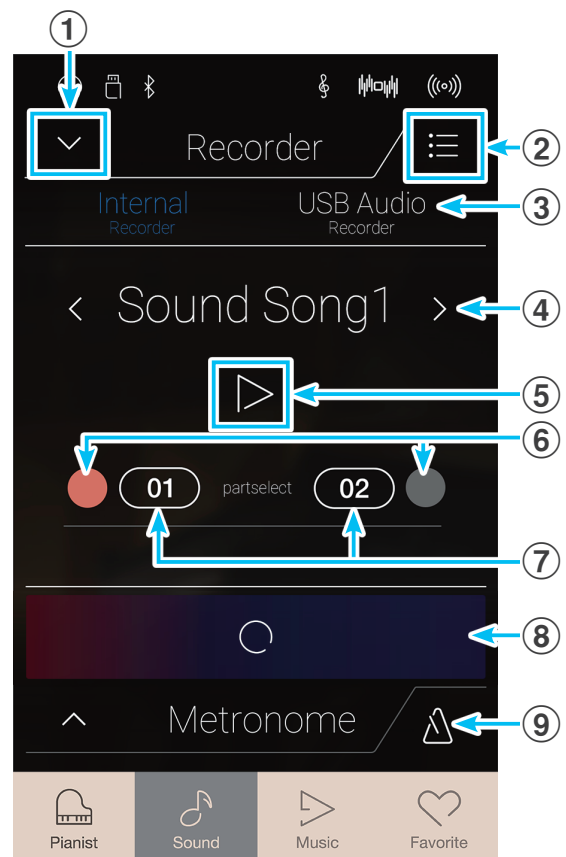 ①
Recorder
②
Internal
Recorder
USB Audio
Recorder
③
Sound Song1
④
⑤
⑥
01
partselect
02
⑦
⑧
Metronome
⑨
Pianist
Sound
Music
Favorite